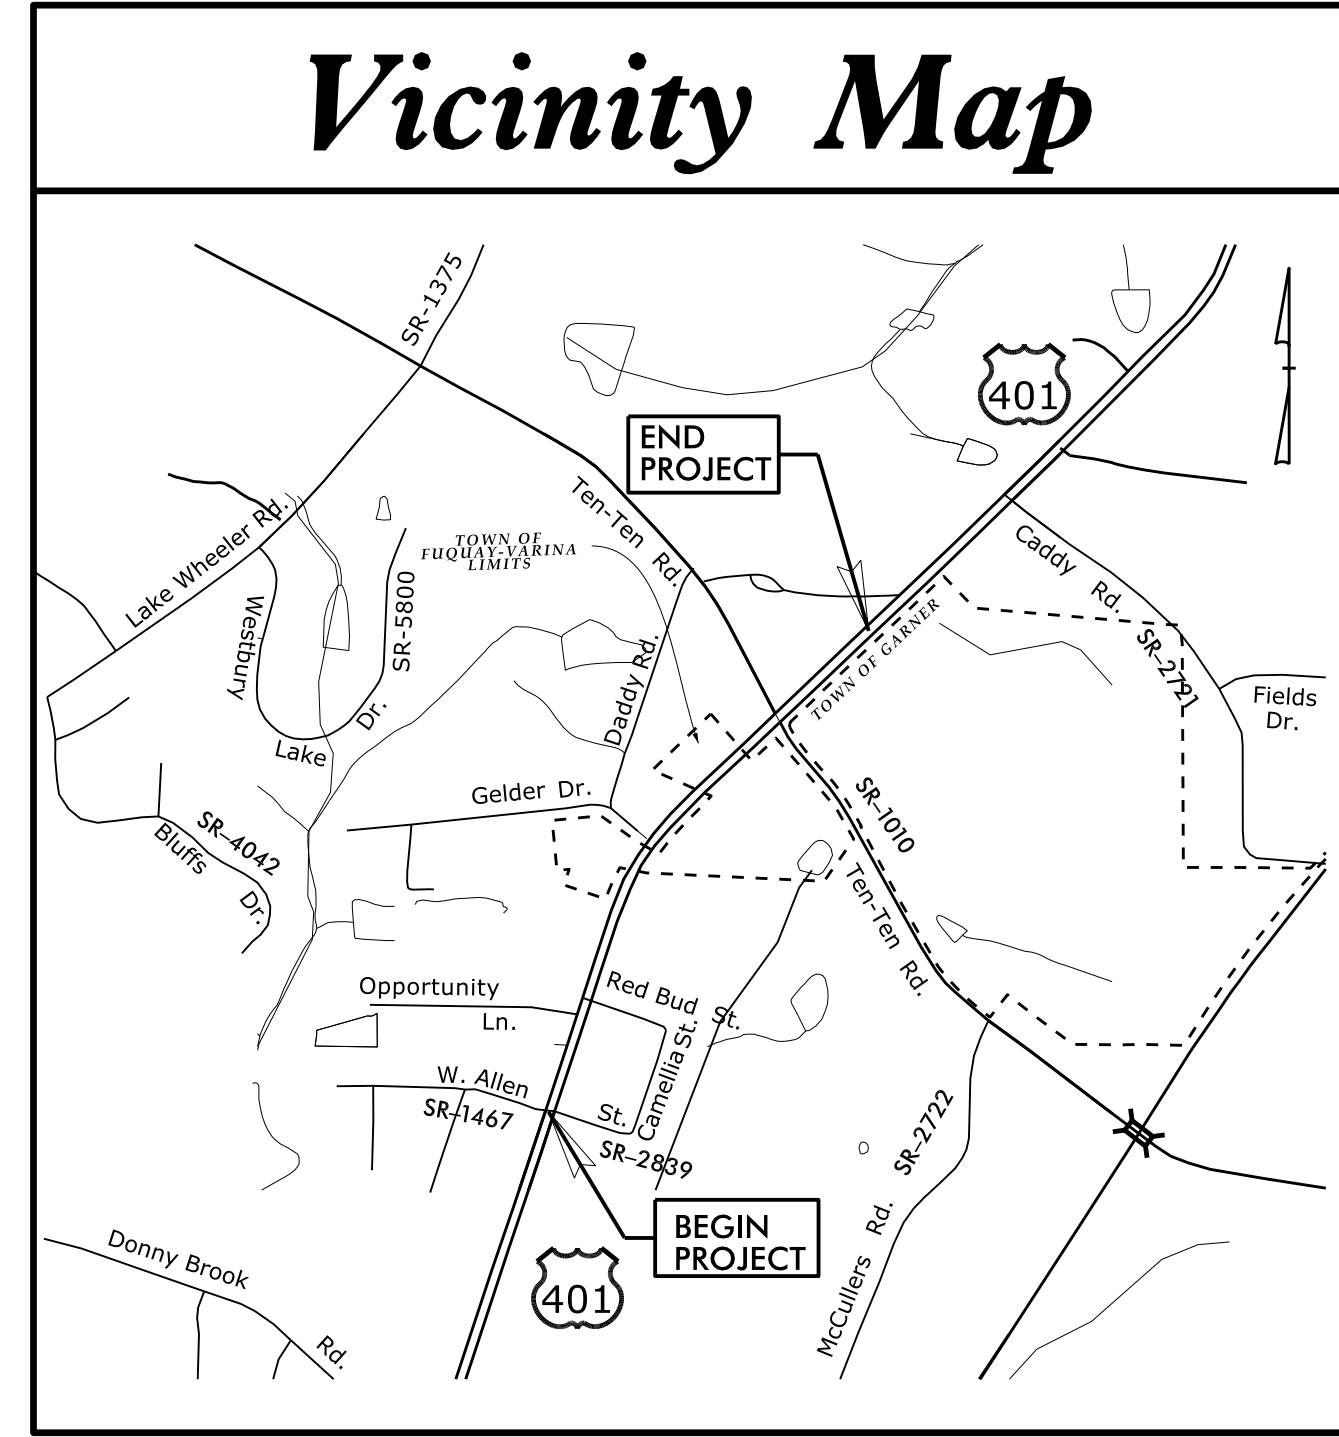 Vicinity Map
SR-1375
401
END
PROJECT
Ten-Ten Rd.
Lake Wheeler Rd.
TOWN OF
FUQUAY-VARINA
LIMITS
Caddy Rd.
SR-5800
Westbury
Lake
Dr.
Daddy Rd.
TOWN OF GARNER
SR-2721
Fields
Dr.
Gelder Dr.
SR-4042
Bluffs
Dr.
SR-1010
Ten-Ten Rd.
Opportunity
Ln.
Red Bud St.
Camellia St.
W. Allen
St.
SR-1467
SR-2839
SR-2722
McCullers Rd.
BEGIN
PROJECT
401
Donny Brook
Rd.